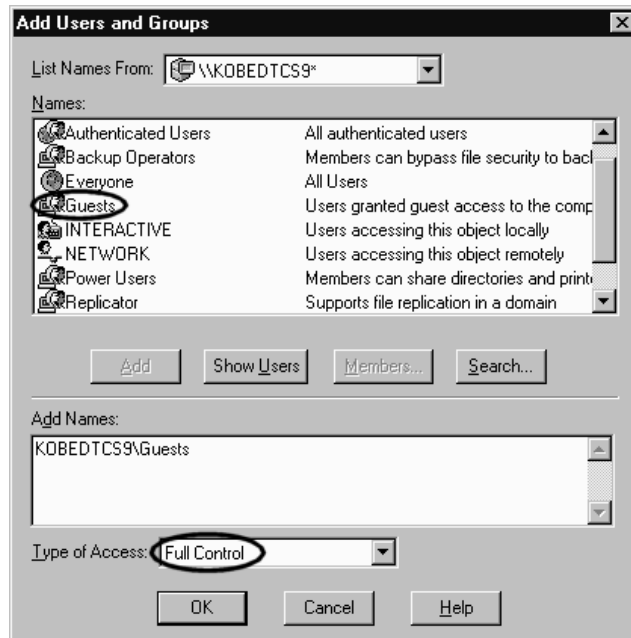 Add Users and Groups
List Names From: \\KOBEDTCS9*
Names:
Authenticated Users All authenticated users
Backup Operators Members can bypass file security to bacl
Everyone All Users
Guests Users granted guest access to the comp
INTERACTIVE Users accessing this object locally
NETWORK Users accessing this object remotely
Power Users Members can share directories and printe
Replicator Supports file replication in a domain
Add Show Users Members... Search...
Add Names:
KOBEDTCS9\Guests
Type of Access: Full Control
OK Cancel Help